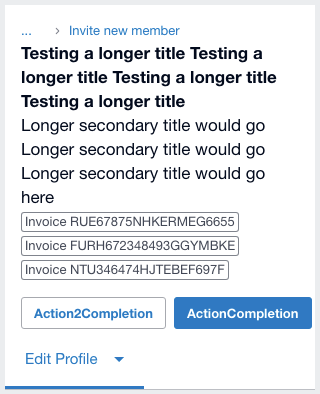 ... > Invite new member
Testing a longer title Testing a
longer title Testing a longer title
Testing a longer title
Longer secondary title would go
Longer secondary title would go
Longer secondary title would go
here
Invoice RUE67875NHKERMEG6655
Invoice FURH672348493GGYMBKE
Invoice NTU346474HJTEBEF697F
Action2Completion ActionCompletion
Edit Profile